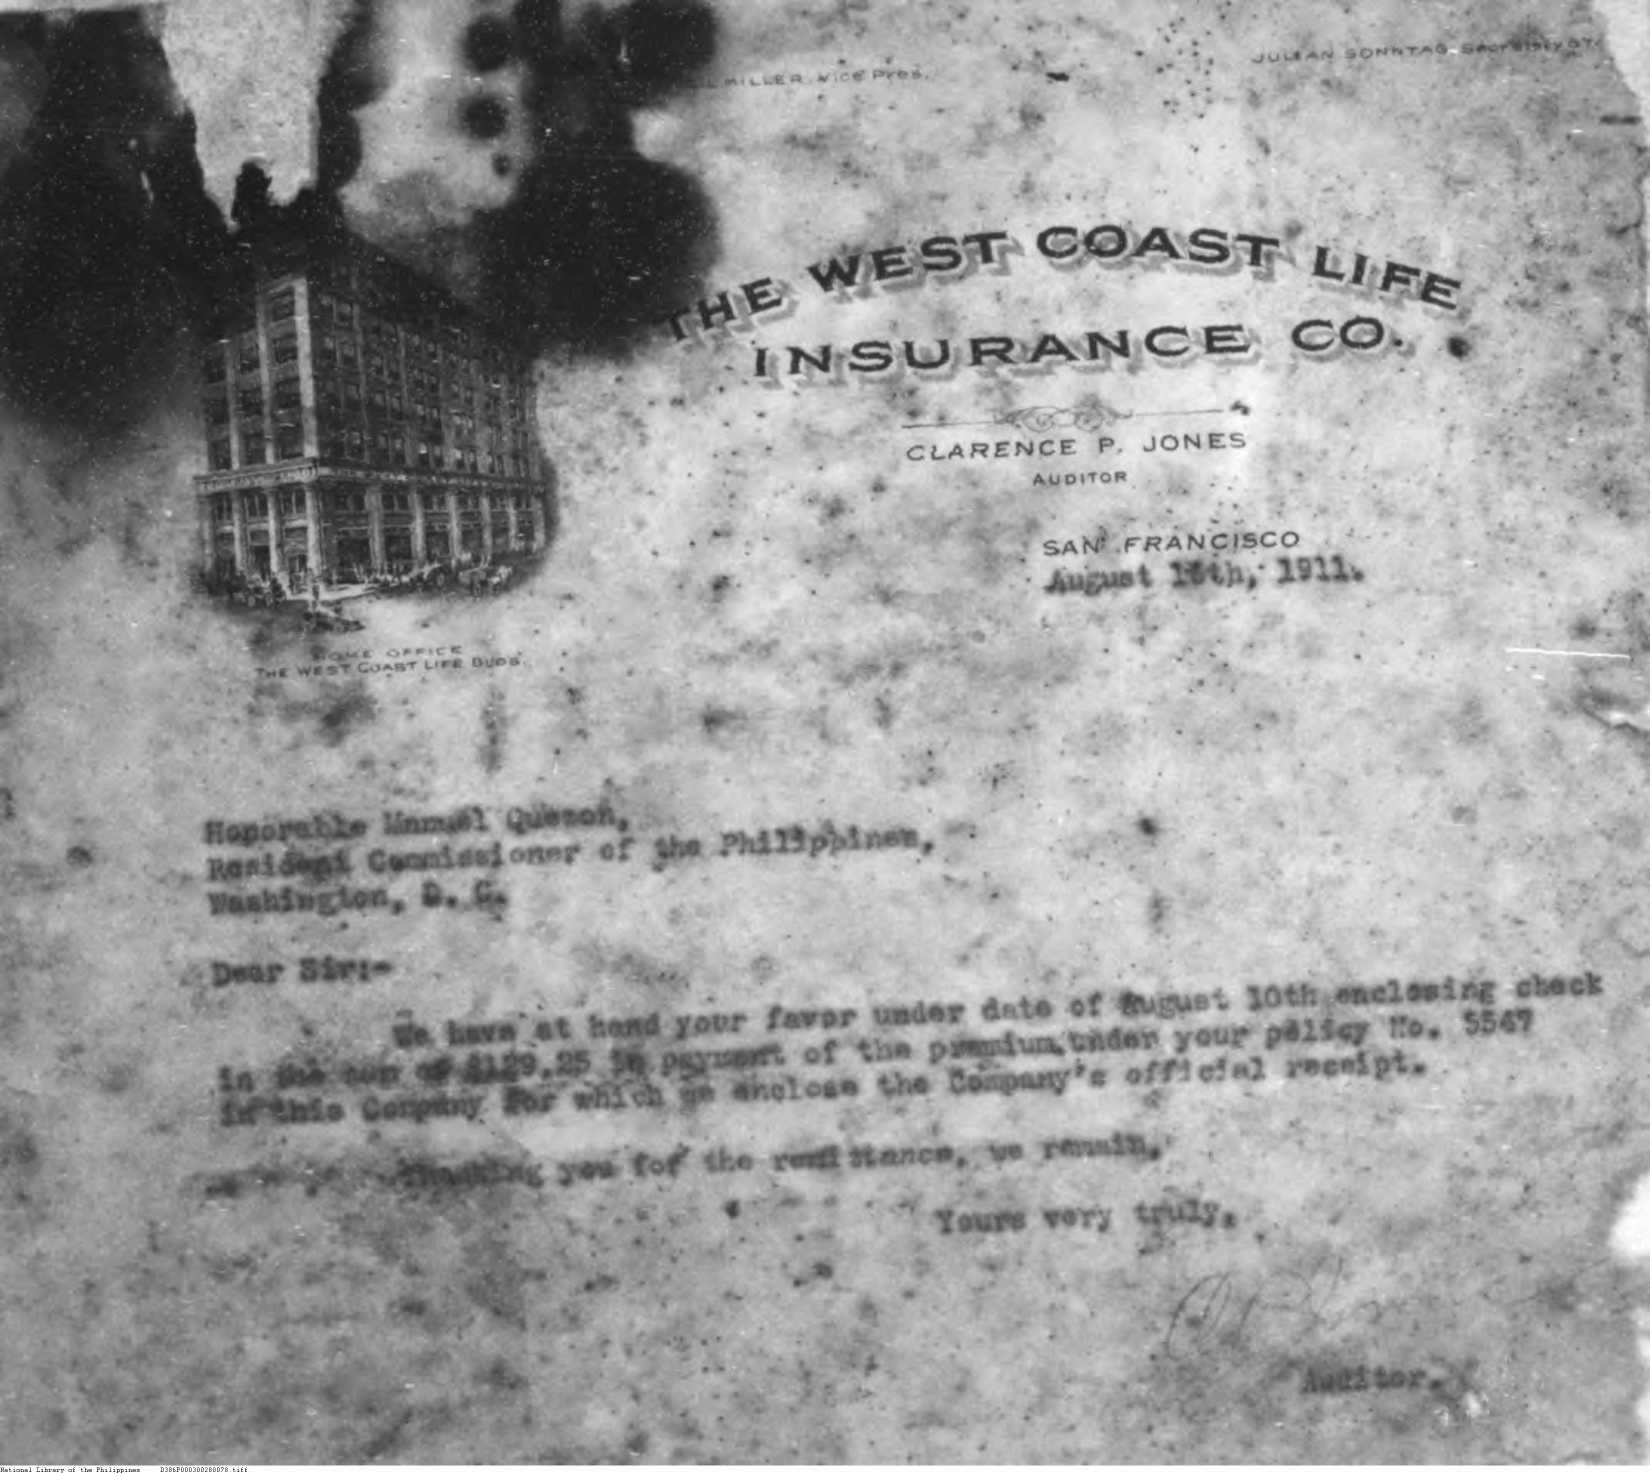 MILLER Vice Pres.
JULIAN SONNTAG Secretary
THE WEST COAST LIFE
INSURANCE CO.
CLARENCE P. JONES
AUDITOR
SAN FRANCISCO
August 1911.
HOME OFFICE
THE WEST COAST LIFE BLDG.
Honorable Manuel Quezon,
Resident Commissioner of the Philippines,
Washington, D. C.
Dear Sir:-
We have at hand your favor under date of August 10th enclosing check
in the sum of $129.25 in payment of the premium under your policy No. 5547
in this Company for which we enclose the Company's official receipt.
Thanking you for the remittance, we remain,
Yours very truly,
Auditor.
National Library of the Philippines D386P000300280078.tiff